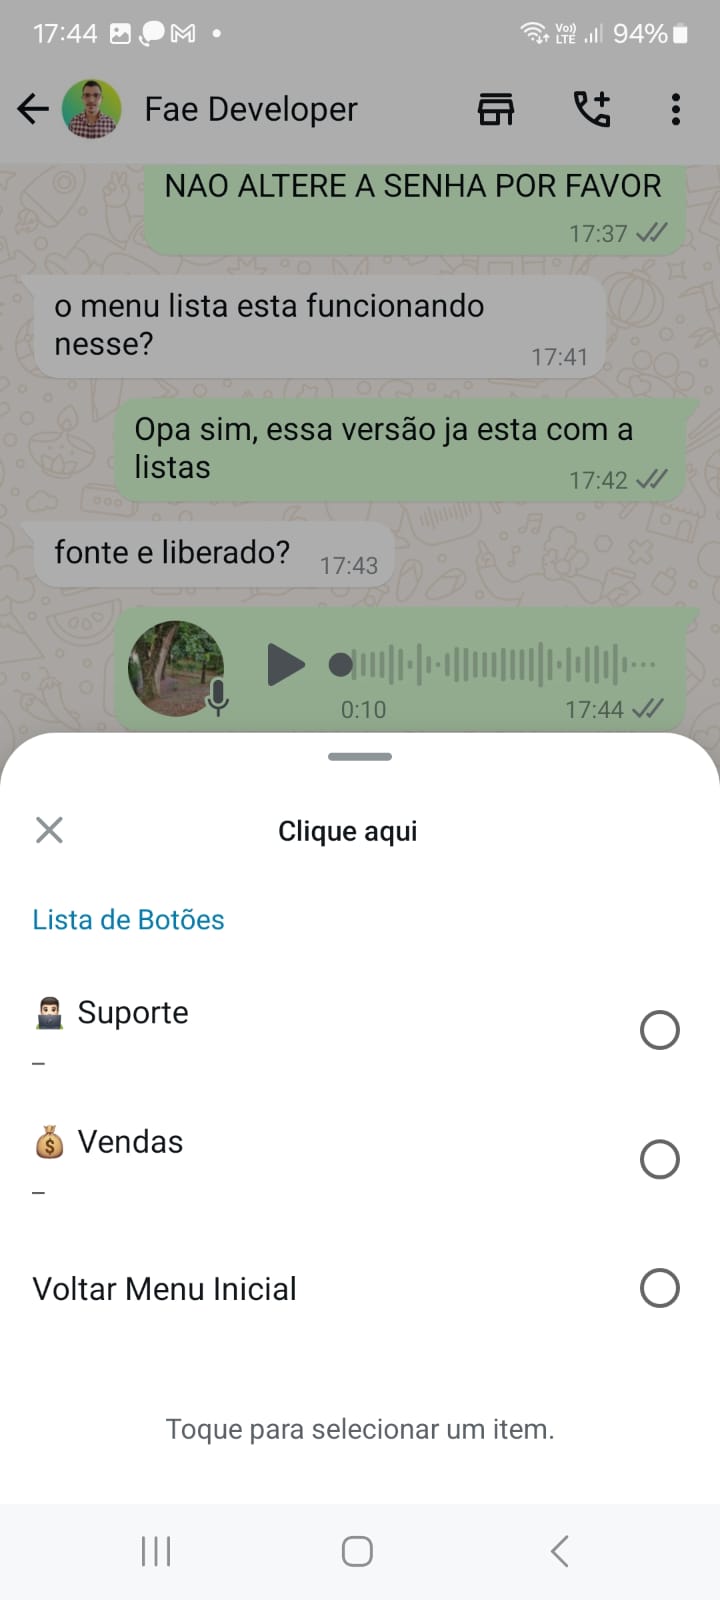 17:44
Vo)) LTE
94%
Fae Developer
NAO ALTERE A SENHA POR FAVOR
17:37
o menu lista esta funcionando
nesse?
17:41
Opa sim, essa versão ja esta com a
listas
17:42
fonte e liberado?
17:43
0:10
17:44
Clique aqui
Lista de Botões
Suporte
–
Vendas
–
Voltar Menu Inicial
Toque para selecionar um item.